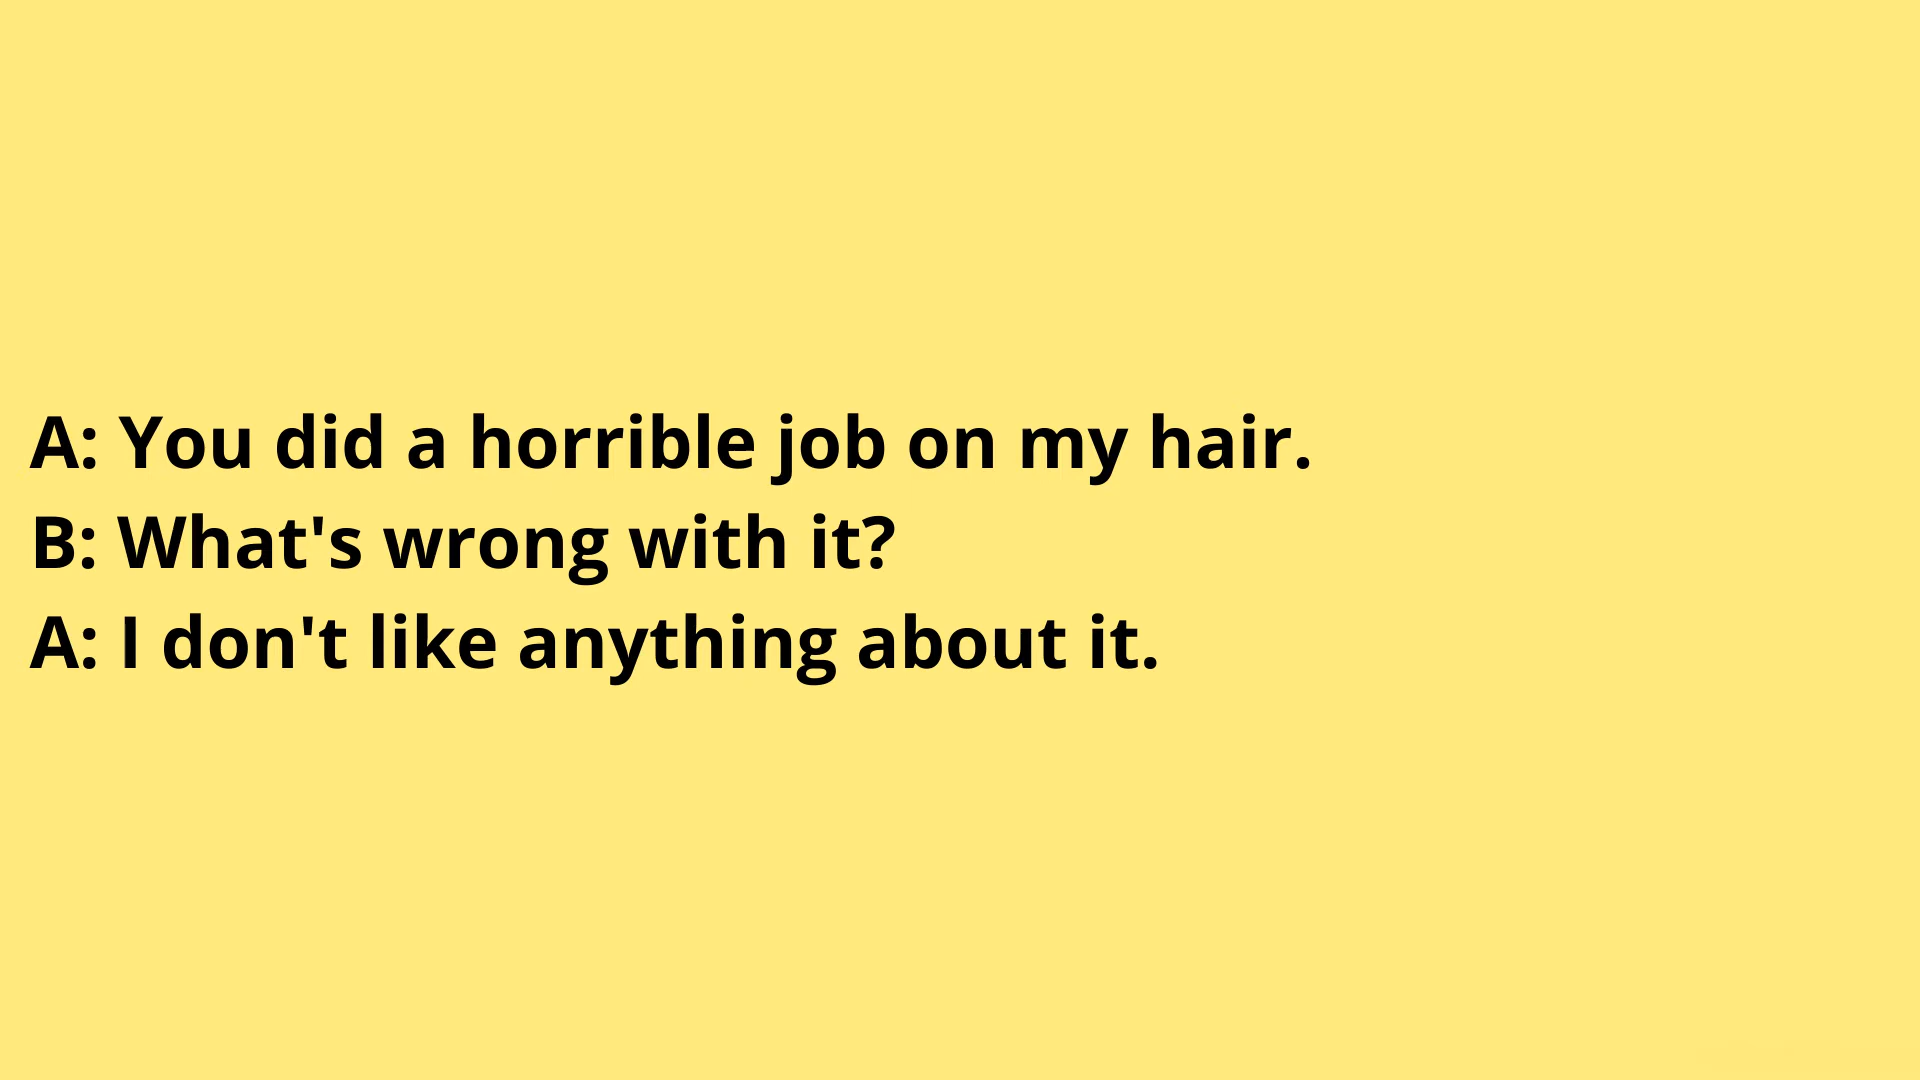 A: You did a horrible job on my hair.
B: What's wrong with it?
A: I don't like anything about it.